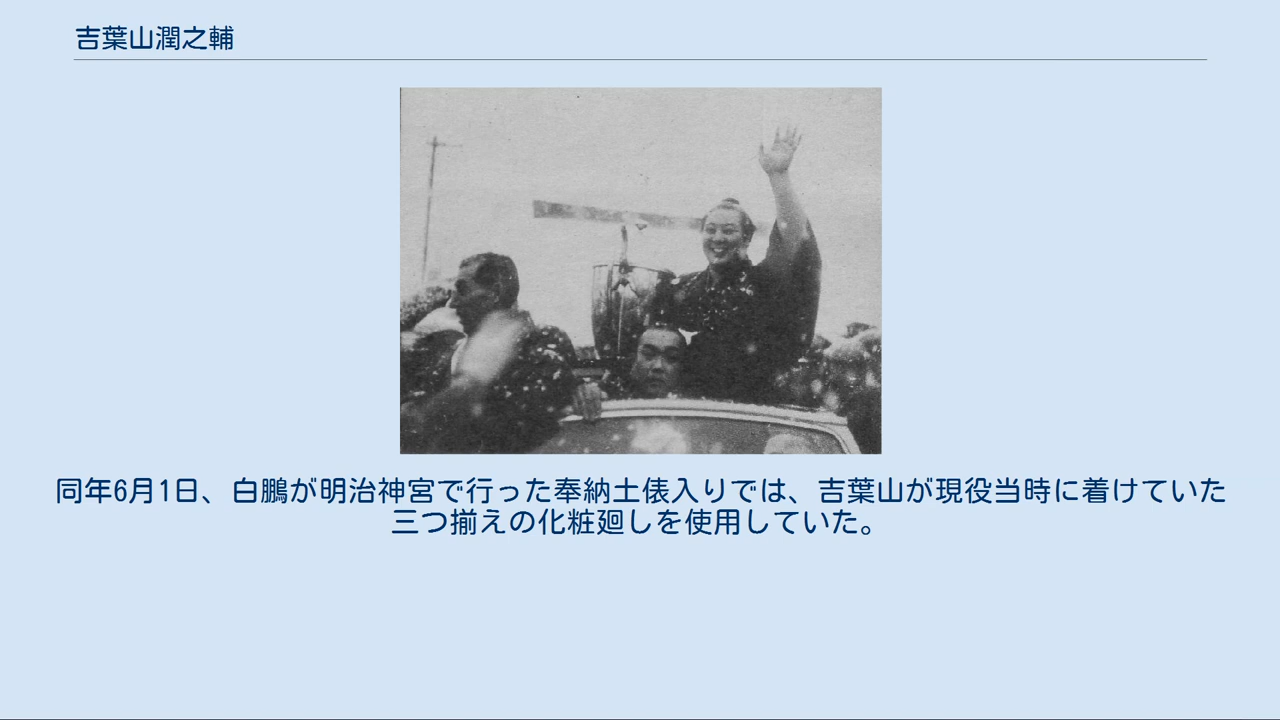 吉葉山潤之輔
同年6月1日、白鵬が明治神宮で行った奉納土俵入りでは、吉葉山が現役当時に着けていた
三つ揃えの化粧廻しを使用していた。